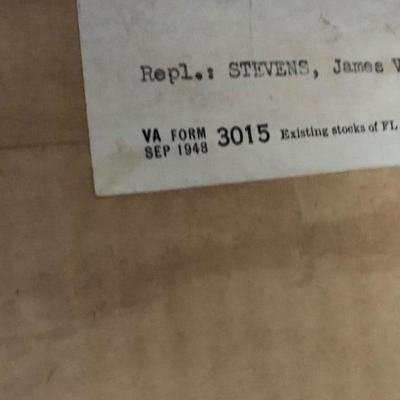 Repl.: STEVENS, James
VA FORM 3015 Existing stocks of FL
SEP 1948